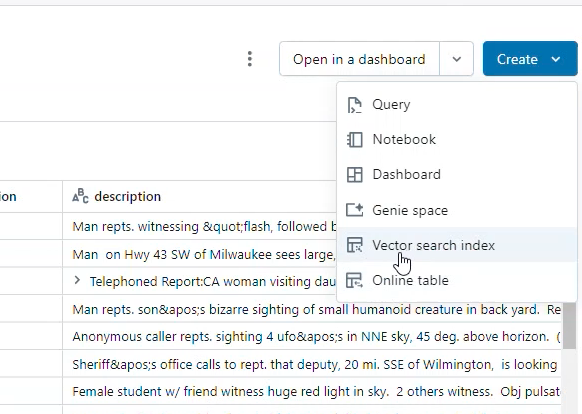 Open in a dashboard
Create
Query
Notebook
Dashboard
Genie space
Vector search index
Online table
ion
ABC description
Man repts. witnessing &quot;flash, followed
Man on Hwy 43 SW of Milwaukee sees large,
Telephoned Report:CA woman visiting
Man repts. son&apos;s bizarre sighting of small humanoid creature in back yard.
Anonymous caller repts. sighting 4 ufo&apos;s in NNE sky, 45 deg. above horizon. (
Sheriff&apos;s office calls to rept. that deputy, 20 mi. SSE of Wilmington, is looking
Female student w/ friend witness huge red light in sky. 2 others witness. Obj